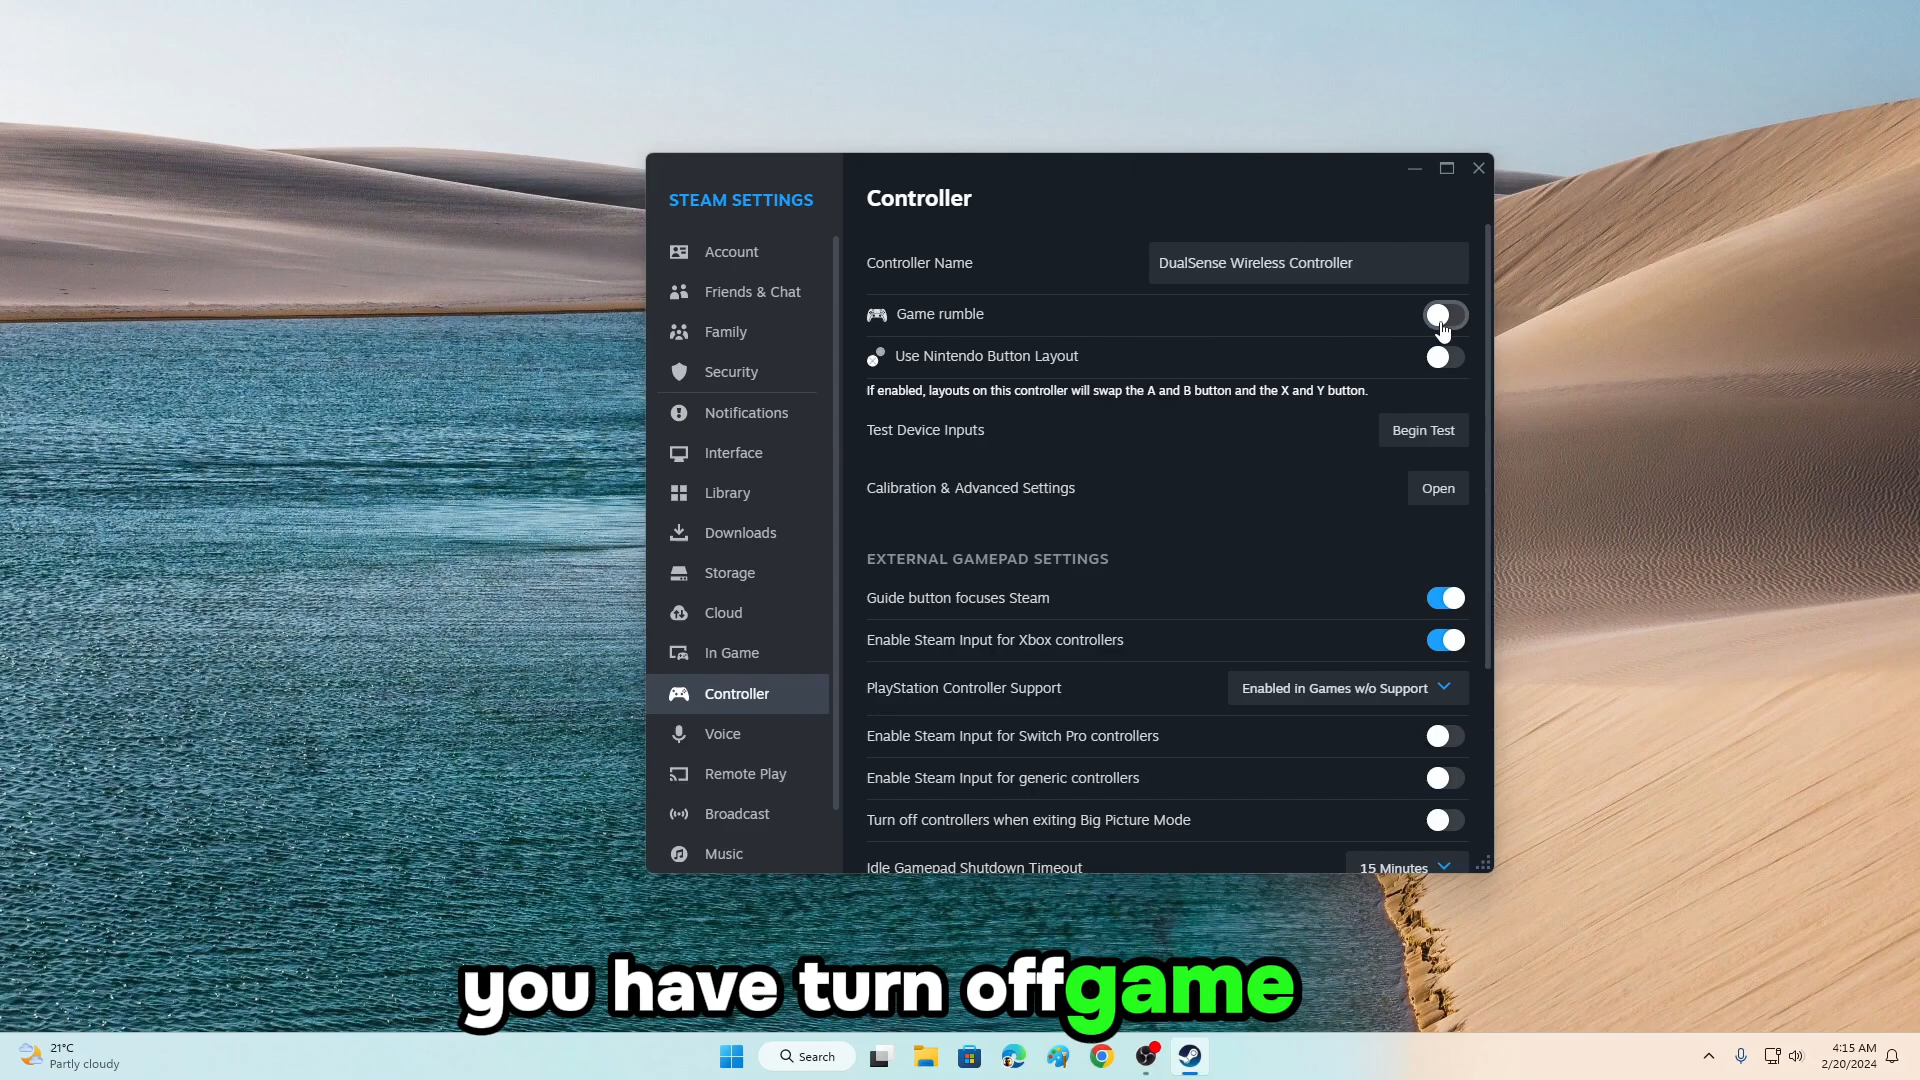 STEAM SETTINGS
Account
Friends & Chat
Family
Security
Notifications
Interface
Library
Downloads
Storage
Cloud
In Game
Controller
Voice
Remote Play
Broadcast
Music
Controller
Controller Name
DualSense Wireless Controller
Game rumble
Use Nintendo Button Layout
If enabled, layouts on this controller will swap the A and B button and the X and Y button.
Test Device Inputs
Begin Test
Calibration & Advanced Settings
Open
EXTERNAL GAMEPAD SETTINGS
Guide button focuses Steam
Enable Steam Input for Xbox controllers
PlayStation Controller Support
Enabled in Games w/o Support
Enable Steam Input for Switch Pro controllers
Enable Steam Input for generic controllers
Turn off controllers when exiting Big Picture Mode
Idle Gamepad Shutdown Timeout
15 Minutes
you have turn off game
21°C
Partly cloudy
Search
4:15 AM
2/20/2024